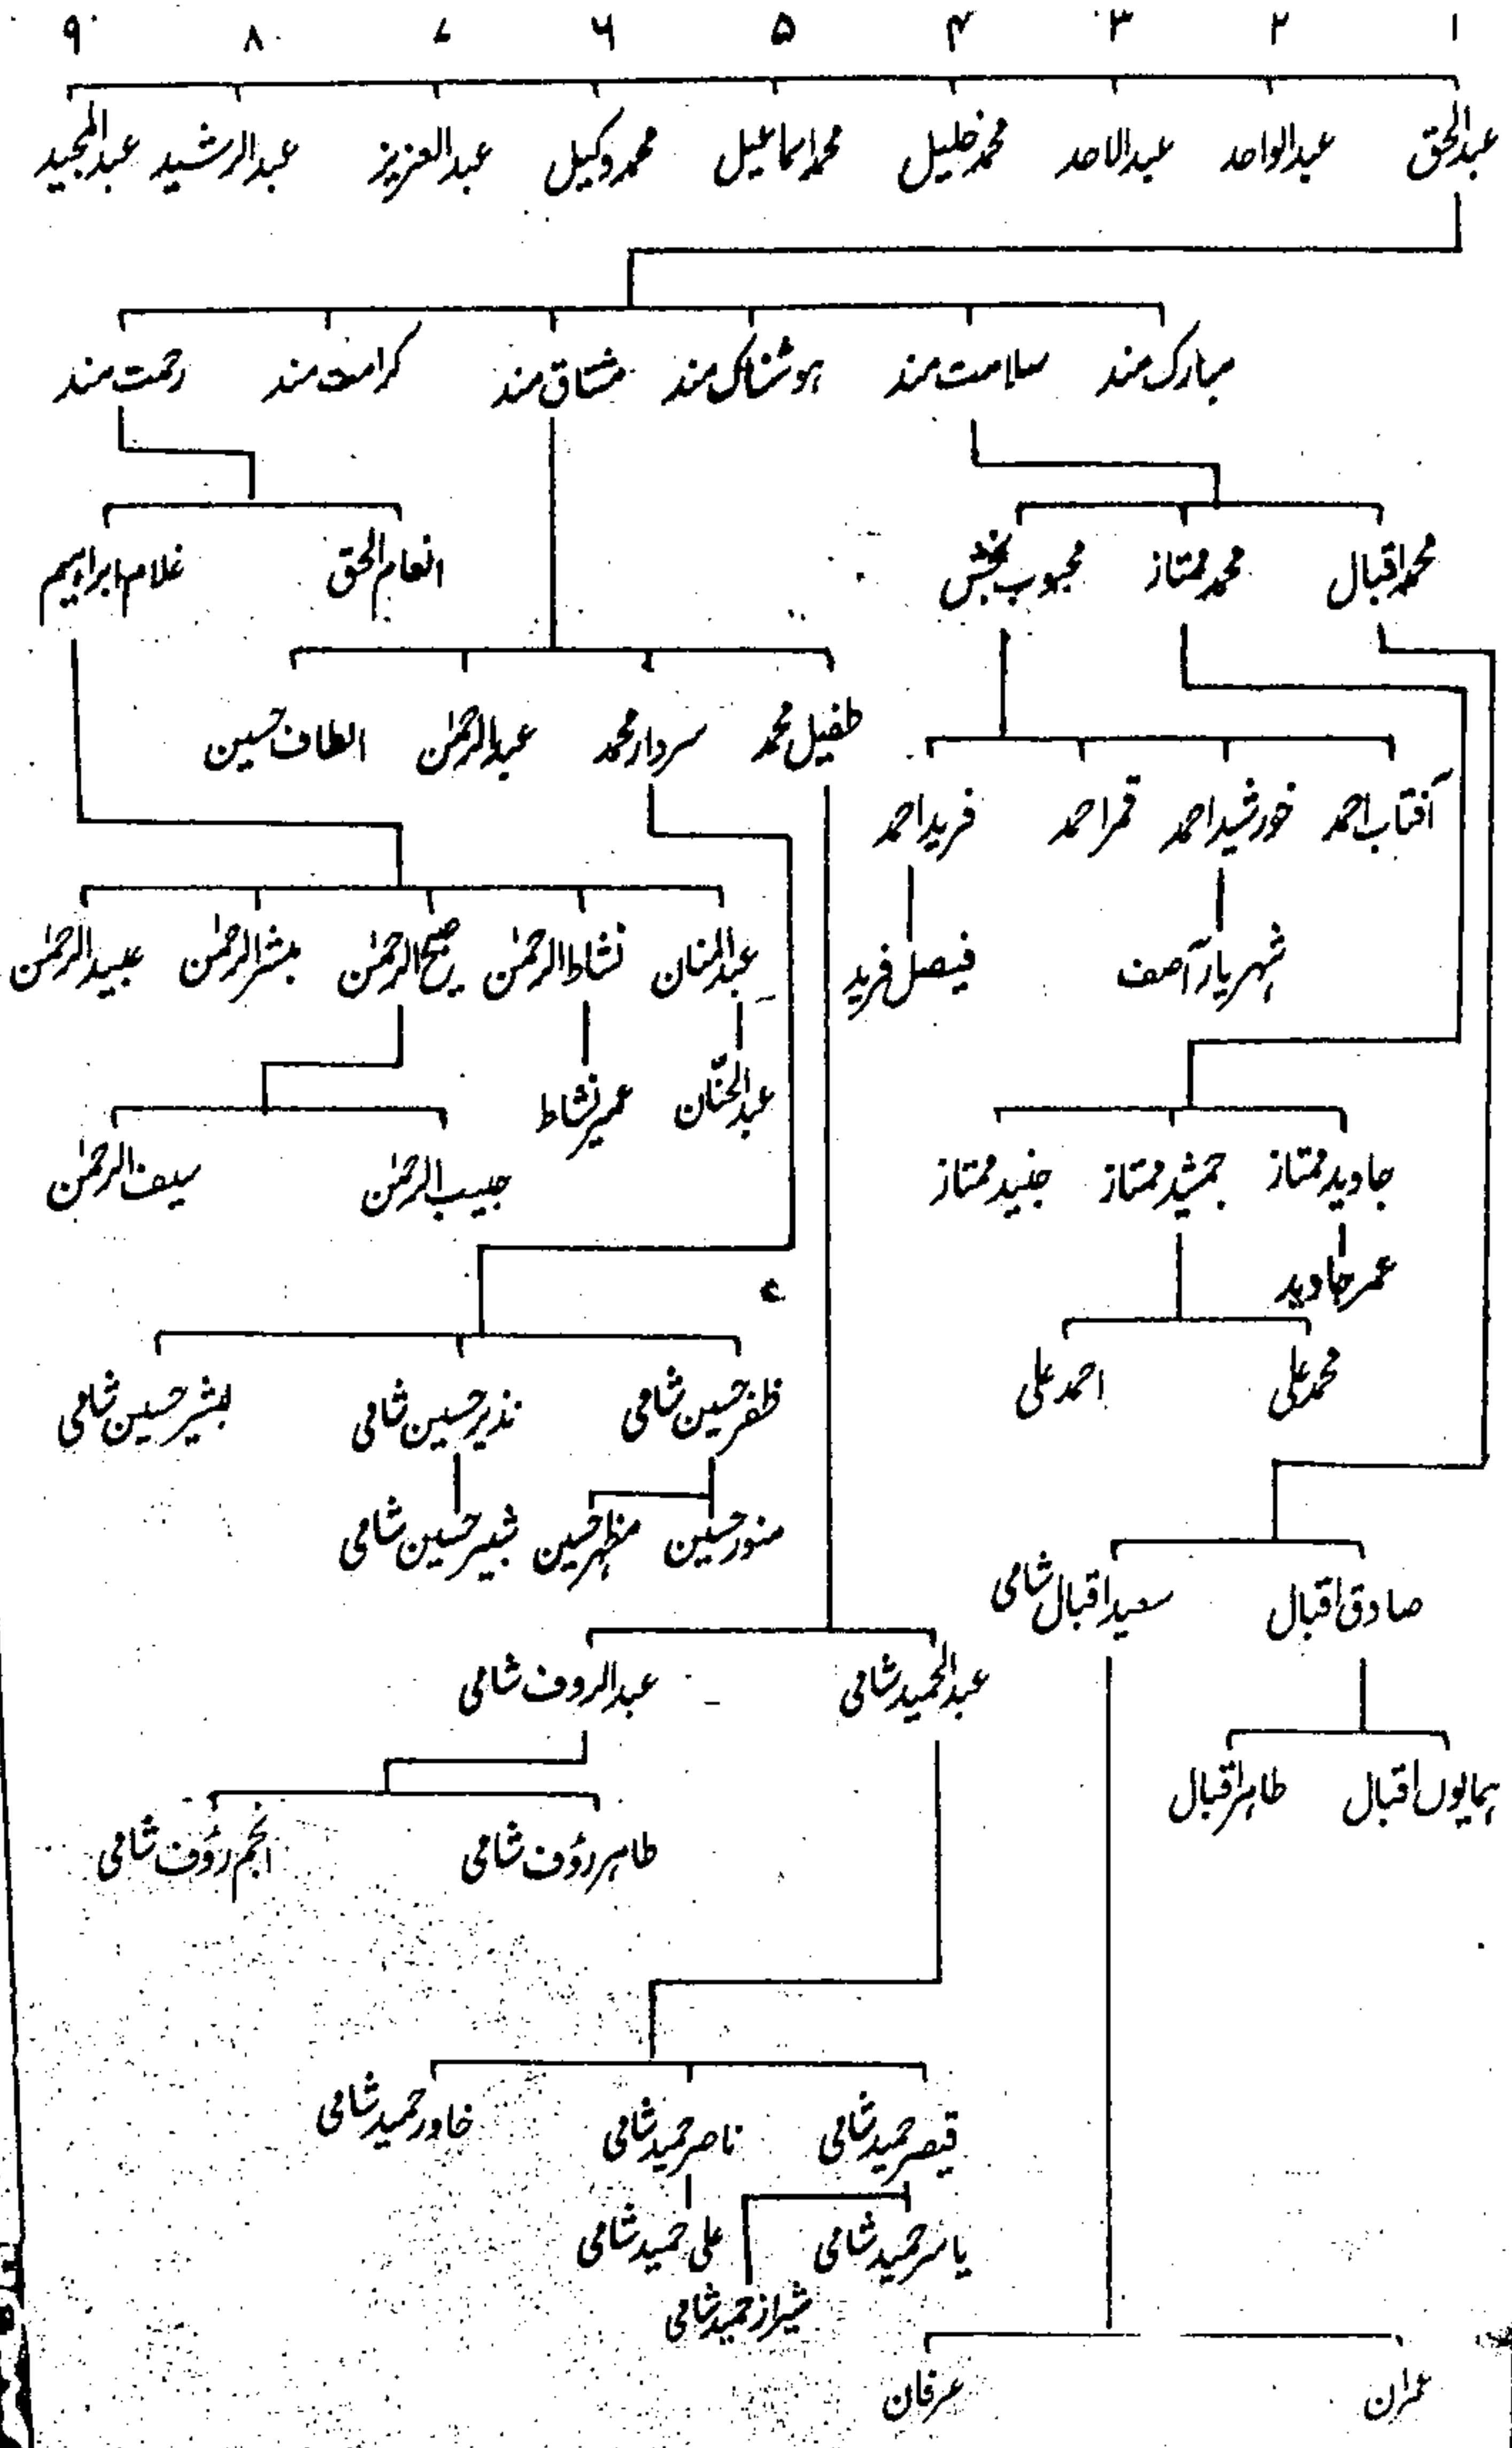 ۱ ۲ ۳ ۴ ۵ ۶ ۷ ۸ ۹
عبدالحق عبدالواحد عبدالاحد محمد خلیل محمد اسماعیل محمد وکیل عبدالعزیز عبدالرشید عبدالمجید
مبارک مند سلامت مند ہوشناک مند مشتاق مند کرامت مند رحمت مند
محمد اقبال محمد ممتاز محبوب بخش انعام الحق غلام ابراہیم
طفیل محمد سردار محمد عبدالرحمٰن الطاف حسین
آفتاب احمد خورشید احمد قمر احمد فرید احمد
شہریار آصف فیصل فرید عبدالمنان نشاط الرحمٰن صبح الرحمٰن مبشر الرحمٰن عبید الرحمٰن
عبدالحنّان عمیر نشاط
جاوید ممتاز جمشید ممتاز جنید ممتاز حبیب الرحمٰن سیف الرحمٰن
عمر جاوید
محمد علی احمد علی ظفر حسین شامی نذیر حسین شامی بشیر حسین شامی
منور حسین مظہر حسین شبیر حسین شامی
صادق اقبال سعید اقبال شامی
عبدالحمید شامی عبدالروف شامی
ہمایوں اقبال طاہر اقبال
طاہر رؤف شامی انجم رؤف شامی
قیصر حمید شامی ناصر حمید شامی خاور حمید شامی
یاسر حمید شامی علی حمید شامی
شیراز حمید شامی
عمران عرفان